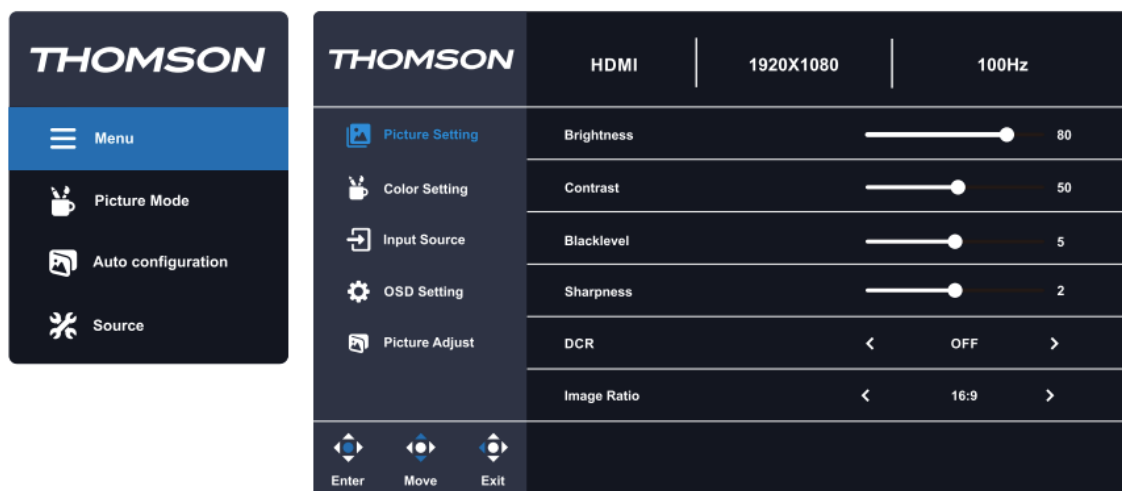 THOMSON
Menu
Picture Mode
Auto configuration
Source
THOMSON
HDMI
1920X1080
100Hz
Picture Setting
Color Setting
Input Source
OSD Setting
Picture Adjust
Brightness 80
Contrast 50
Blacklevel 5
Sharpness 2
DCR OFF
Image Ratio 16:9
Enter Move Exit